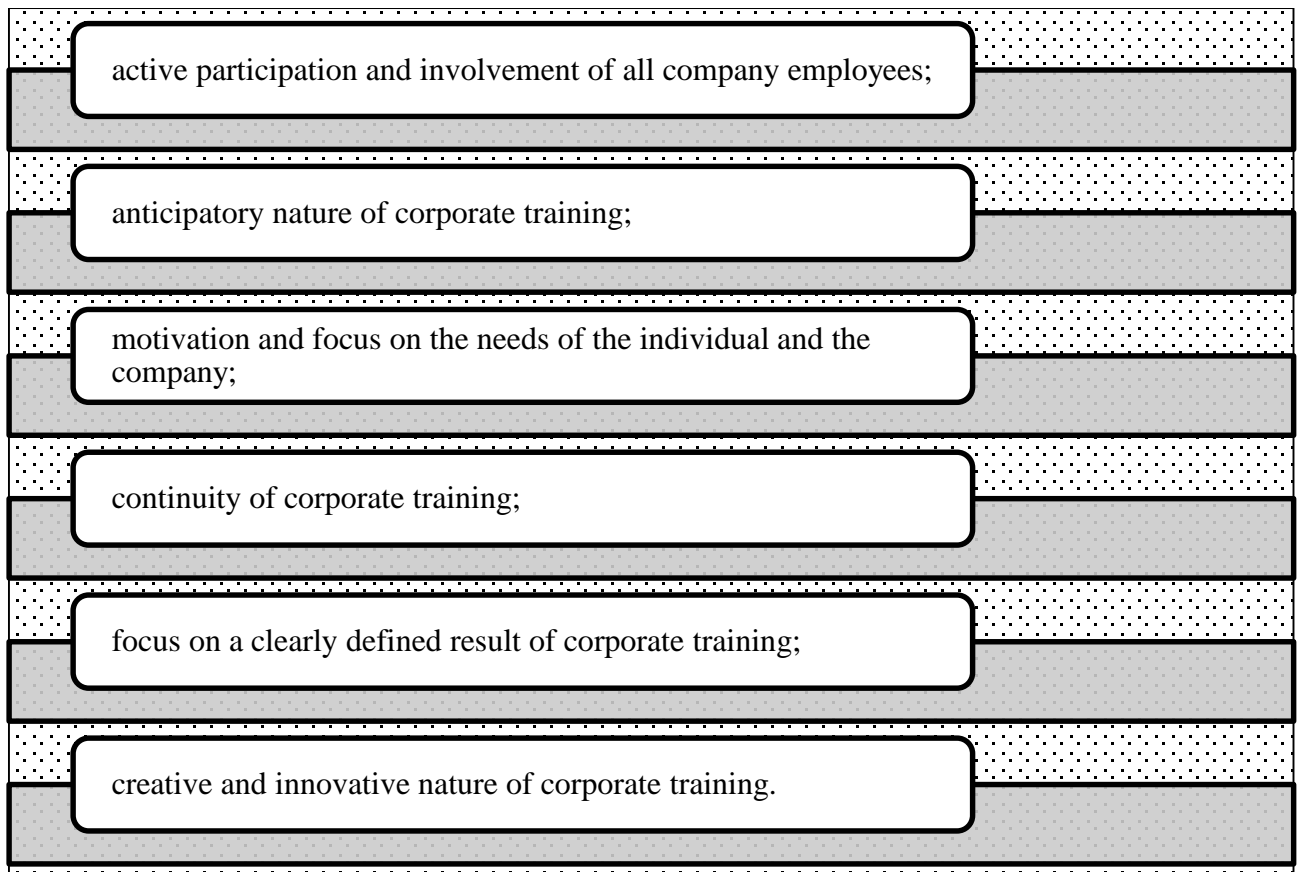 active participation and involvement of all company employees;
anticipatory nature of corporate training;
motivation and focus on the needs of the individual and the
company;
continuity of corporate training;
focus on a clearly defined result of corporate training;
creative and innovative nature of corporate training.